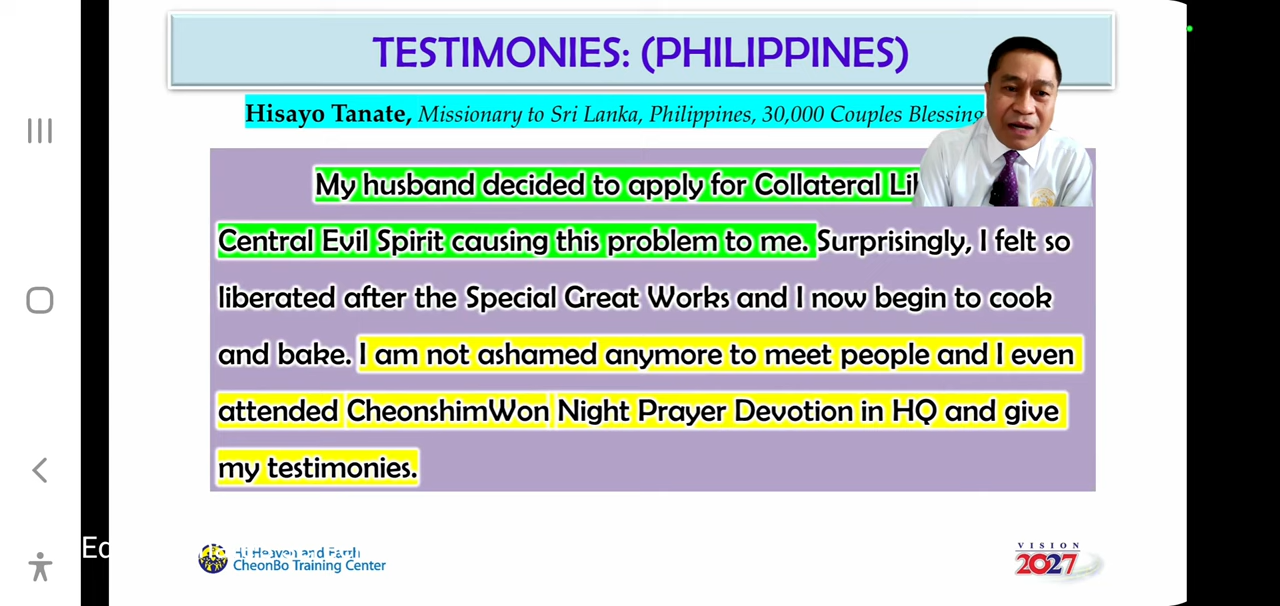 TESTIMONIES: (PHILIPPINES)
Hisayo Tanate, Missionary to Sri Lanka, Philippines, 30,000 Couples Blessing
My husband decided to apply for Collateral
Central Evil Spirit causing this problem to me. Surprisingly, I felt so
liberated after the Special Great Works and I now begin to cook
and bake. I am not ashamed anymore to meet people and I even
attended CheonshimWon Night Prayer Devotion in HQ and give
my testimonies.
Heaven and Earth
CheonBo Training Center
VISION
2027